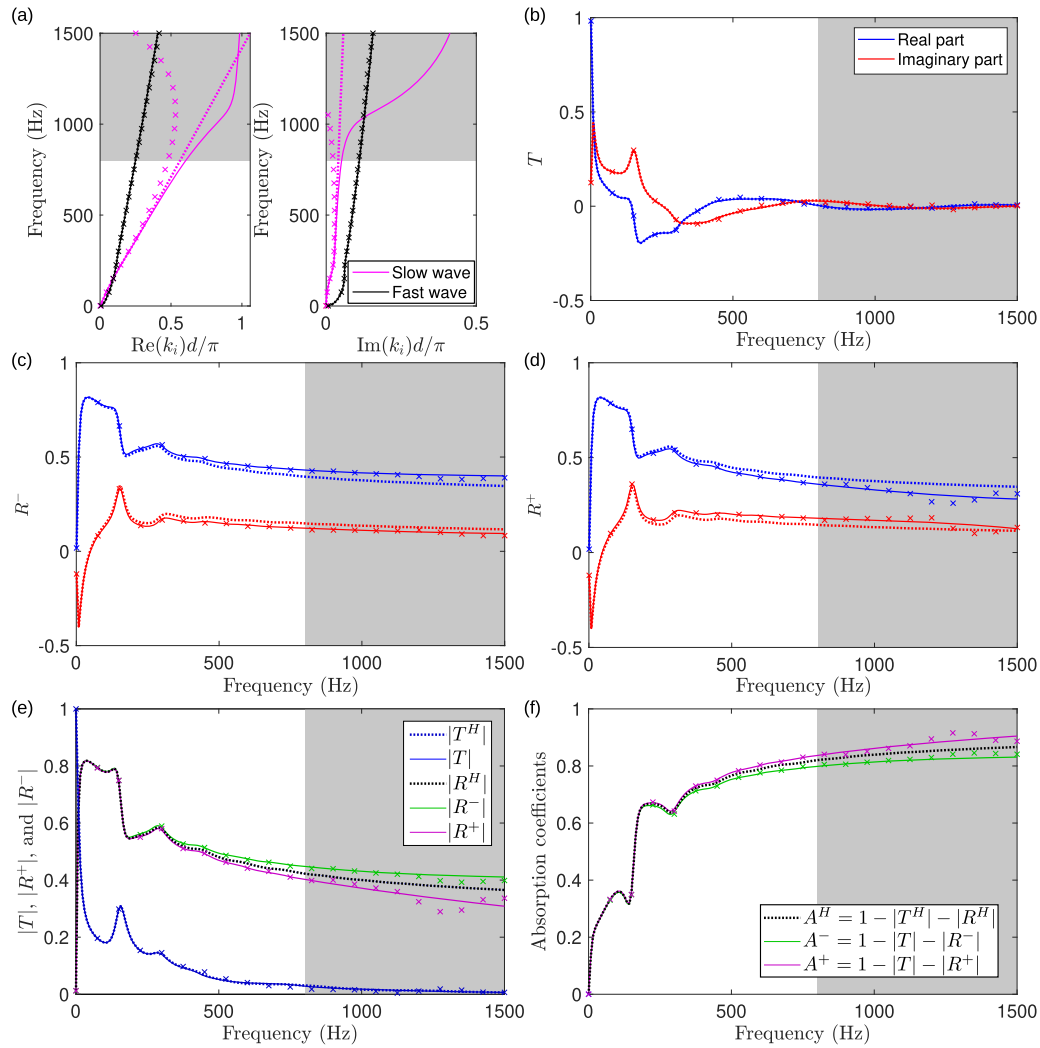 (a)
1500
1000
500
0
Frequency (Hz)
0
0.5
1
Re(k_i)d/π
1500
1000
500
0
Frequency (Hz)
Slow wave
Fast wave
0
0.5
Im(k_i)d/π
(b)
1
0.5
0
-0.5
T
Real part
Imaginary part
0
500
1000
1500
Frequency (Hz)
(c)
1
0.5
0
-0.5
R⁻
0
500
1000
1500
Frequency (Hz)
(d)
1
0.5
0
-0.5
R⁺
0
500
1000
1500
Frequency (Hz)
(e)
1
0.8
0.6
0.4
0.2
0
|T|, |R⁺|, and |R⁻|
|T^H|
|T|
|R^H|
|R⁻|
|R⁺|
0
500
1000
1500
Frequency (Hz)
(f)
1
0.8
0.6
0.4
0.2
0
Absorption coefficients
A^H = 1 − |T^H| − |R^H|
A⁻ = 1 − |T| − |R⁻|
A⁺ = 1 − |T| − |R⁺|
0
500
1000
1500
Frequency (Hz)